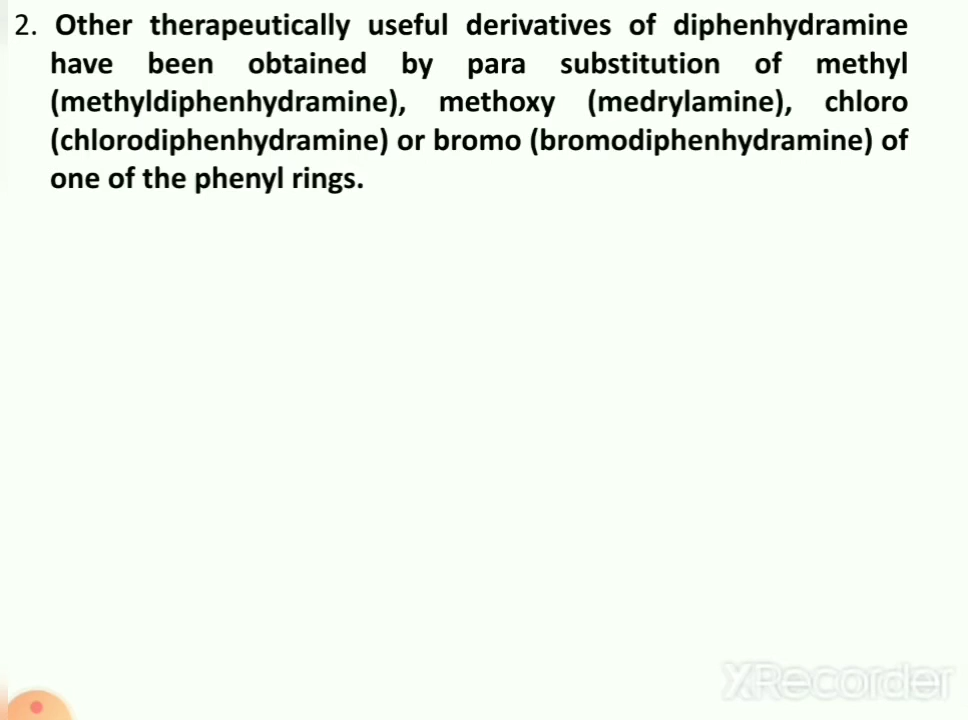 2. Other therapeutically useful derivatives of diphenhydramine
have been obtained by para substitution of methyl
(methyldiphenhydramine), methoxy (medrylamine), chloro
(chlorodiphenhydramine) or bromo (bromodiphenhydramine) of
one of the phenyl rings.
XRecorder